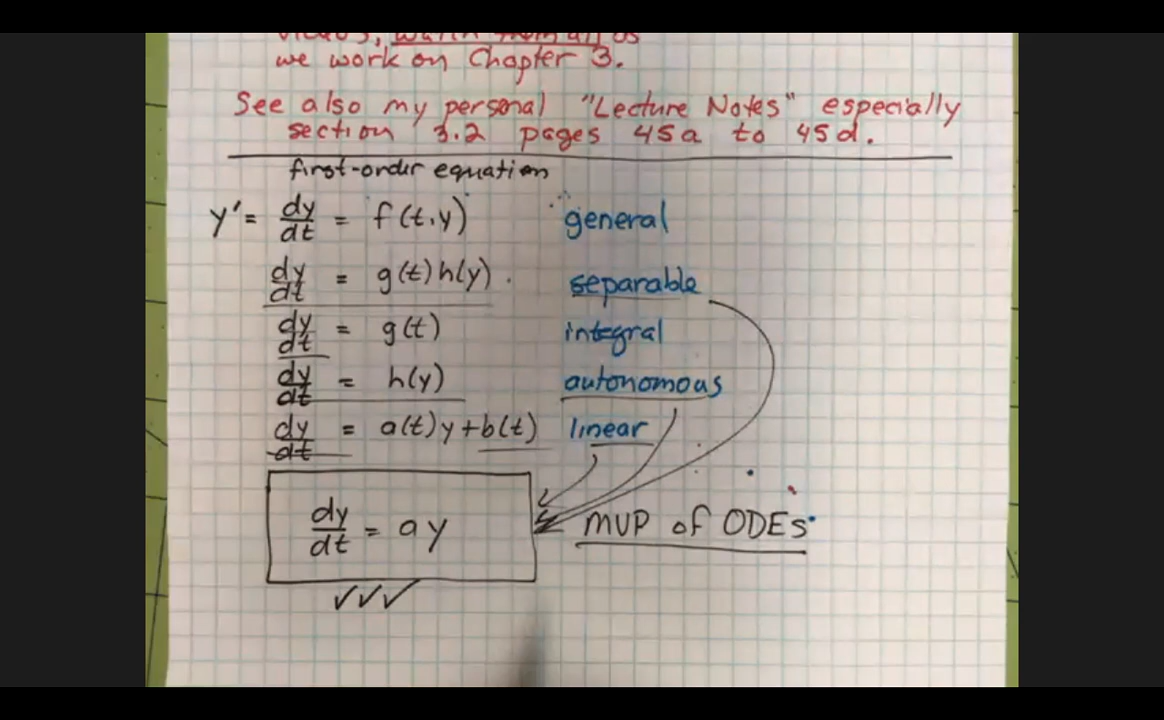 we work on Chapter 3.
See also my personal "Lecture Notes" especially
section 3.2 pages 45a to 45d.
first-order equation
y' = dy/dt = f(t,y) general
dy/dt = g(t)h(y). separable
dy/dt = g(t) integral
dy/dt = h(y) autonomous
dy/dt = a(t)y+b(t) linear
dy/dt = ay MVP of ODEs
✓✓✓